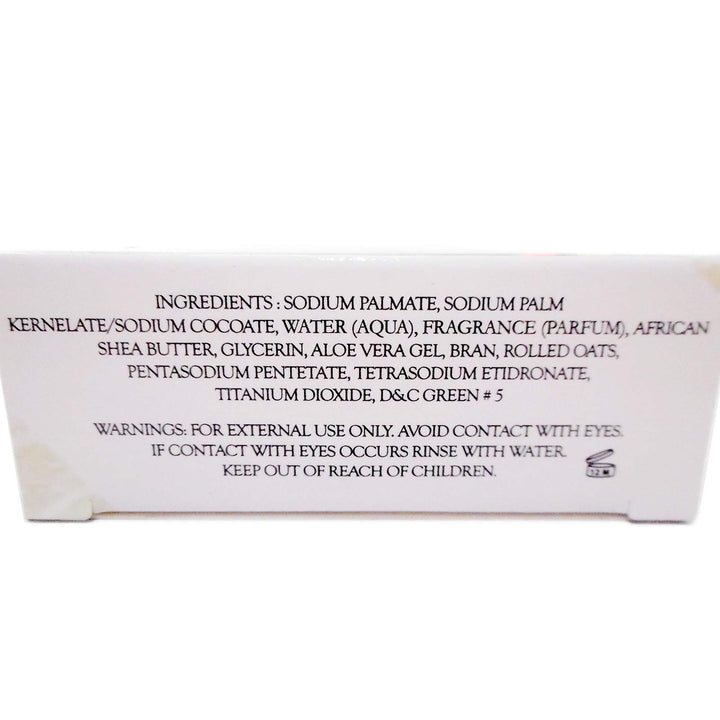 INGREDIENTS : SODIUM PALMATE, SODIUM PALM
KERNELATE/SODIUM COCOATE, WATER (AQUA), FRAGRANCE (PARFUM), AFRICAN
SHEA BUTTER, GLYCERIN, ALOE VERA GEL, BRAN, ROLLED OATS,
PENTASODIUM PENTETATE, TETRASODIUM ETIDRONATE,
TITANIUM DIOXIDE, D&C GREEN # 5
WARNINGS: FOR EXTERNAL USE ONLY. AVOID CONTACT WITH EYES.
IF CONTACT WITH EYES OCCURS RINSE WITH WATER.
KEEP OUT OF REACH OF CHILDREN.
12 M